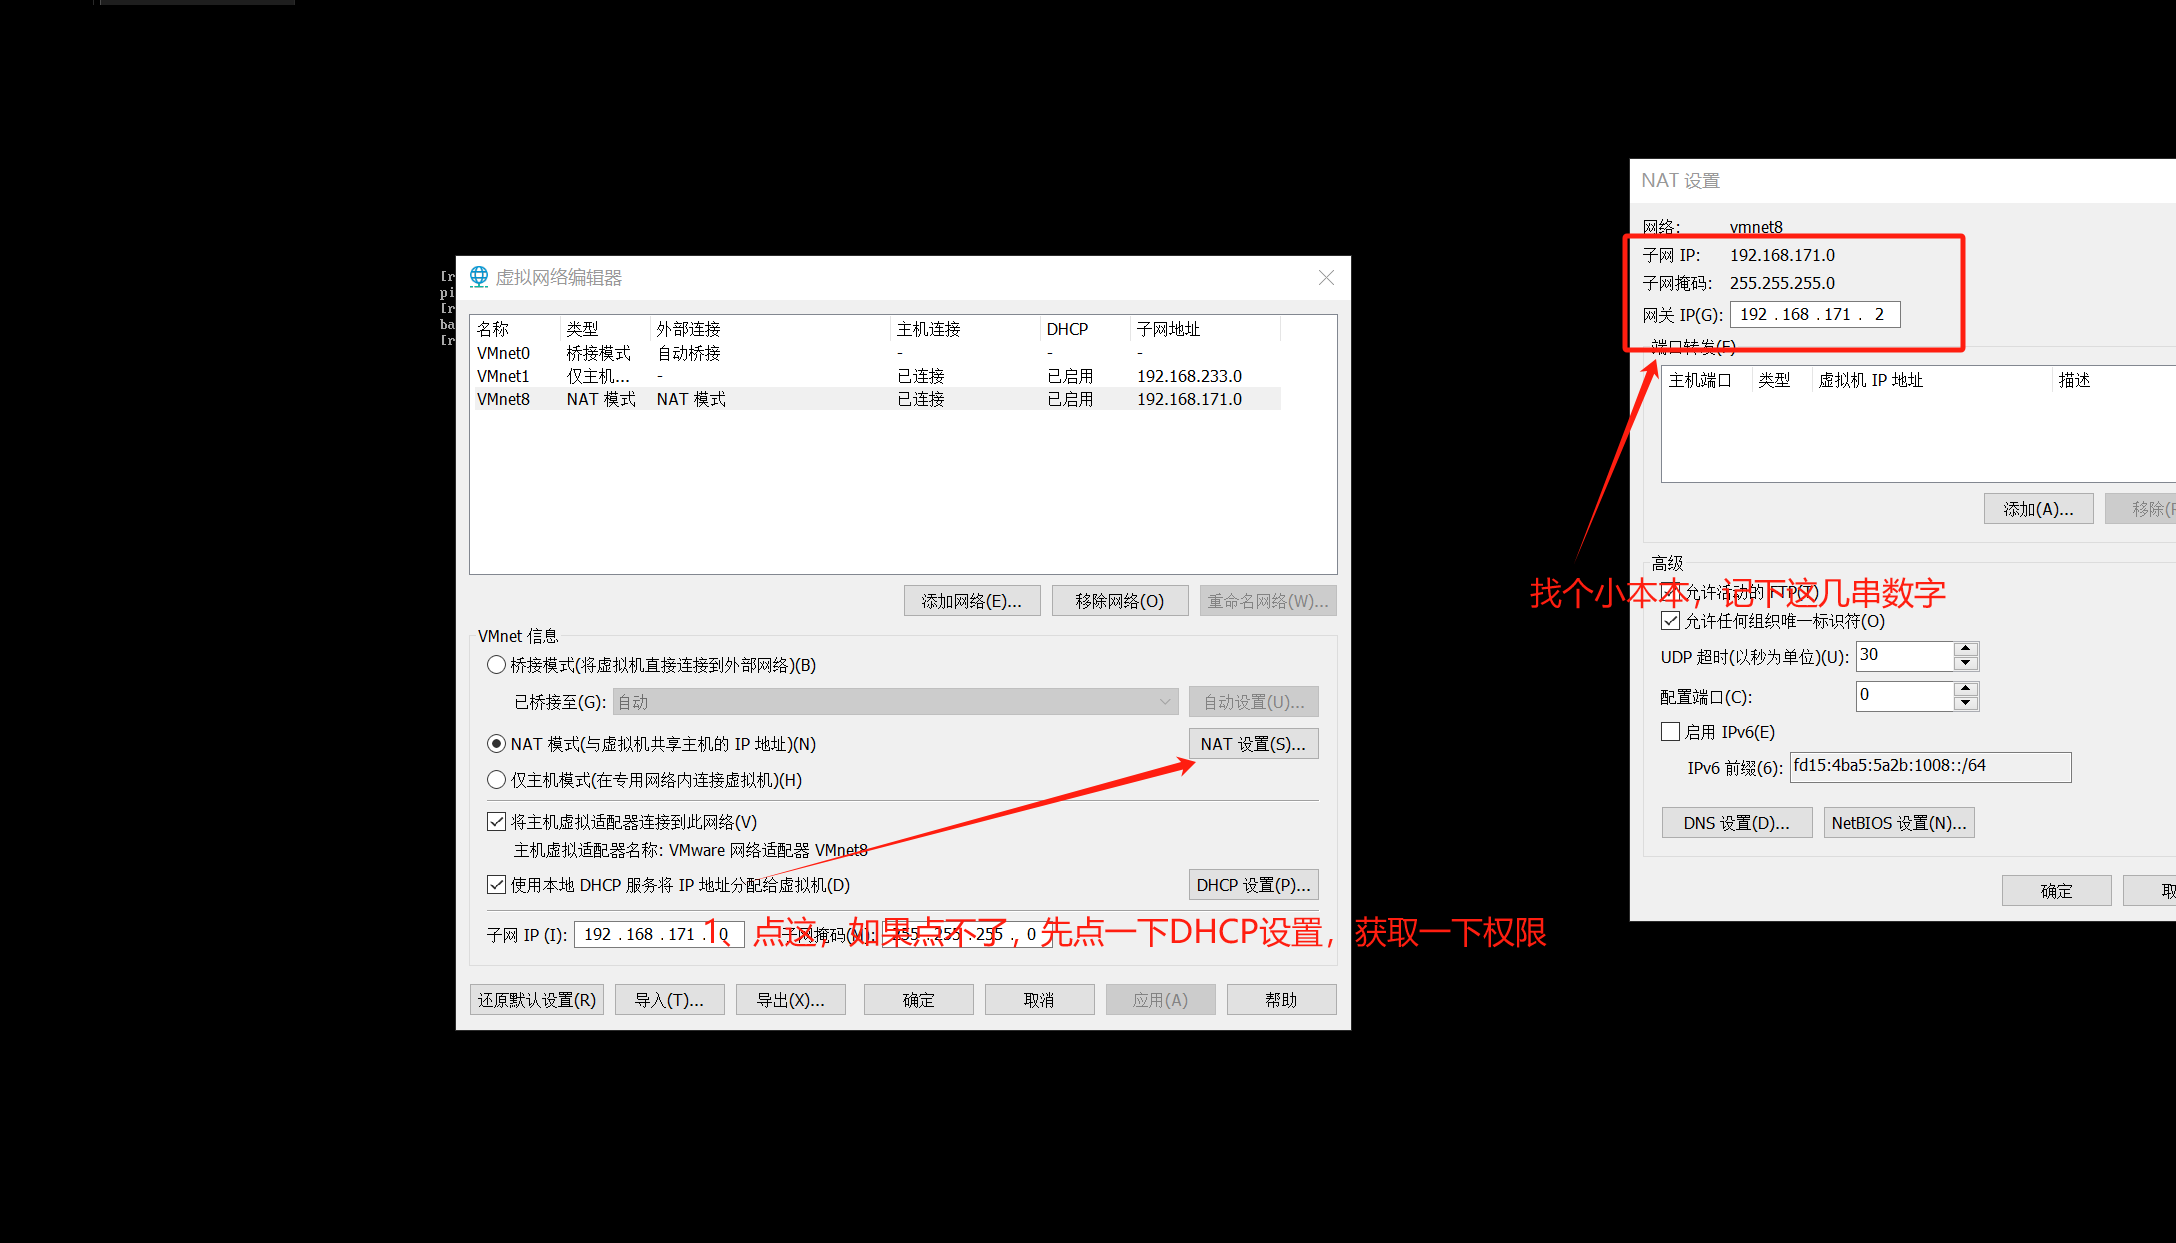 [r
pi
[r
ba
[r
虚拟网络编辑器
名称 类型 外部连接 主机连接 DHCP 子网地址
VMnet0 桥接模式 自动桥接 - - -
VMnet1 仅主机... - 已连接 已启用 192.168.233.0
VMnet8 NAT 模式 NAT 模式 已连接 已启用 192.168.171.0
添加网络(E)... 移除网络(O) 重命名网络(W)...
VMnet 信息
桥接模式(将虚拟机直接连接到外部网络)(B)
已桥接至(G): 自动 自动设置(U)...
NAT 模式(与虚拟机共享主机的 IP 地址)(N) NAT 设置(S)...
仅主机模式(在专用网络内连接虚拟机)(H)
将主机虚拟适配器连接到此网络(V)
主机虚拟适配器名称: VMware 网络适配器 VMnet8
使用本地 DHCP 服务将 IP 地址分配给虚拟机(D) DHCP 设置(P)...
子网 IP (I): 192 . 168 . 171 . 0 子网掩码(M): 255 . 255 . 255 . 0
1、点这，如果点不了，先点一下DHCP设置，获取一下权限
还原默认设置(R) 导入(T)... 导出(X)... 确定 取消 应用(A) 帮助
NAT 设置
网络: vmnet8
子网 IP: 192.168.171.0
子网掩码: 255.255.255.0
网关 IP(G): 192 . 168 . 171 . 2
端口转发(F)
主机端口 类型 虚拟机 IP 地址 描述
添加(A)... 移除(R
高级
允许活动的 FTP(T)
找个小本本，记下这几串数字
允许任何组织唯一标识符(O)
UDP 超时(以秒为单位)(U): 30
配置端口(C): 0
启用 IPv6(E)
IPv6 前缀(6): fd15:4ba5:5a2b:1008::/64
DNS 设置(D)... NetBIOS 设置(N)...
确定 取